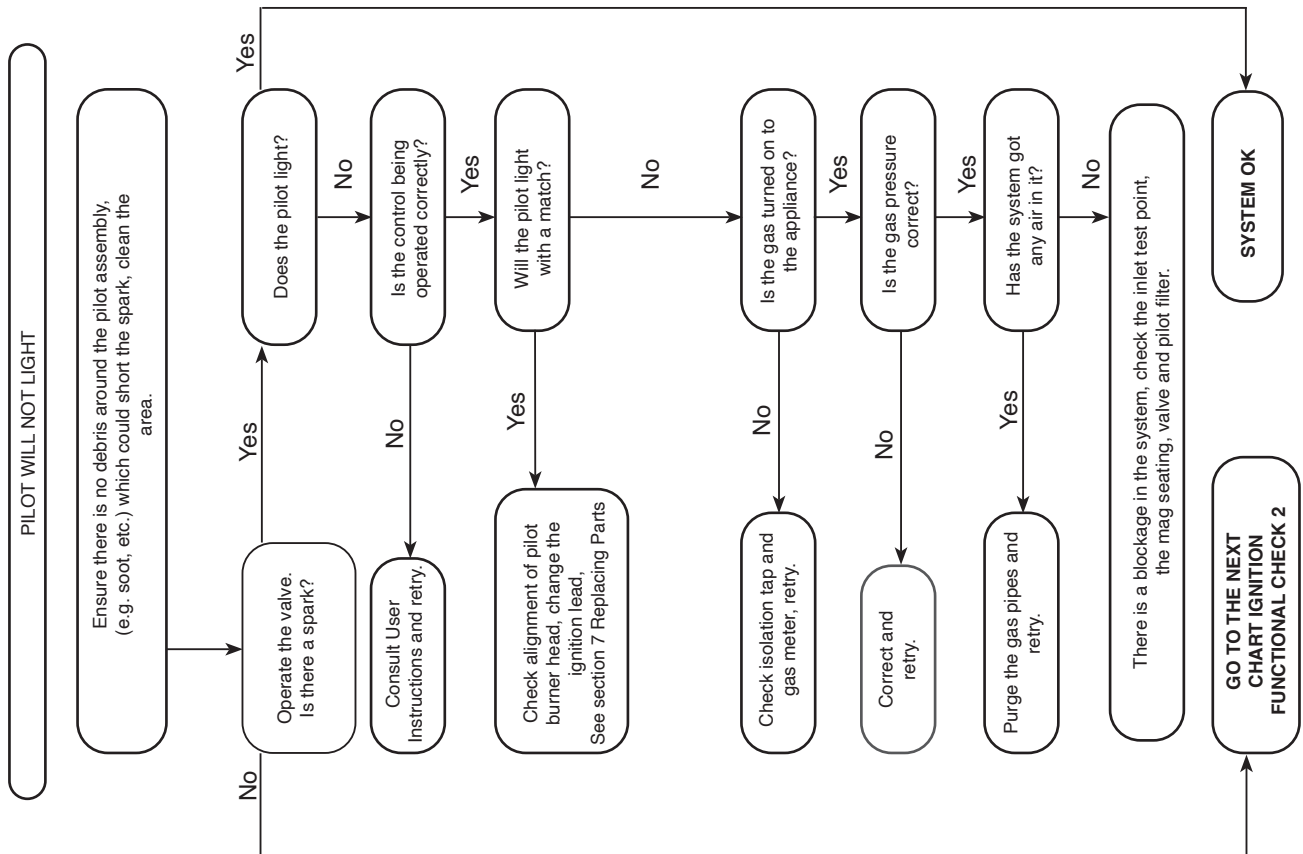 PILOT WILL NOT LIGHT
Ensure there is no debris around the pilot assembly,
(e.g. soot, etc.) which could short the spark, clean the
area.
Operate the valve.
Is there a spark?
No
Yes
Does the pilot light?
Yes
No
Is the control being
operated correctly?
No
Consult User
Instructions and retry.
Yes
Will the pilot light
with a match?
Yes
Check alignment of pilot
burner head, change the
ignition lead,
See section 7 Replacing Parts
No
Is the gas turned on to
the appliance?
No
Check isolation tap and
gas meter, retry.
Yes
Is the gas pressure
correct?
No
Correct and
retry.
Yes
Has the system got
any air in it?
Yes
Purge the gas pipes and
retry.
No
There is a blockage in the system, check the inlet test point,
the mag seating, valve and pilot filter.
GO TO THE NEXT
CHART IGNITION
FUNCTIONAL CHECK 2
SYSTEM OK